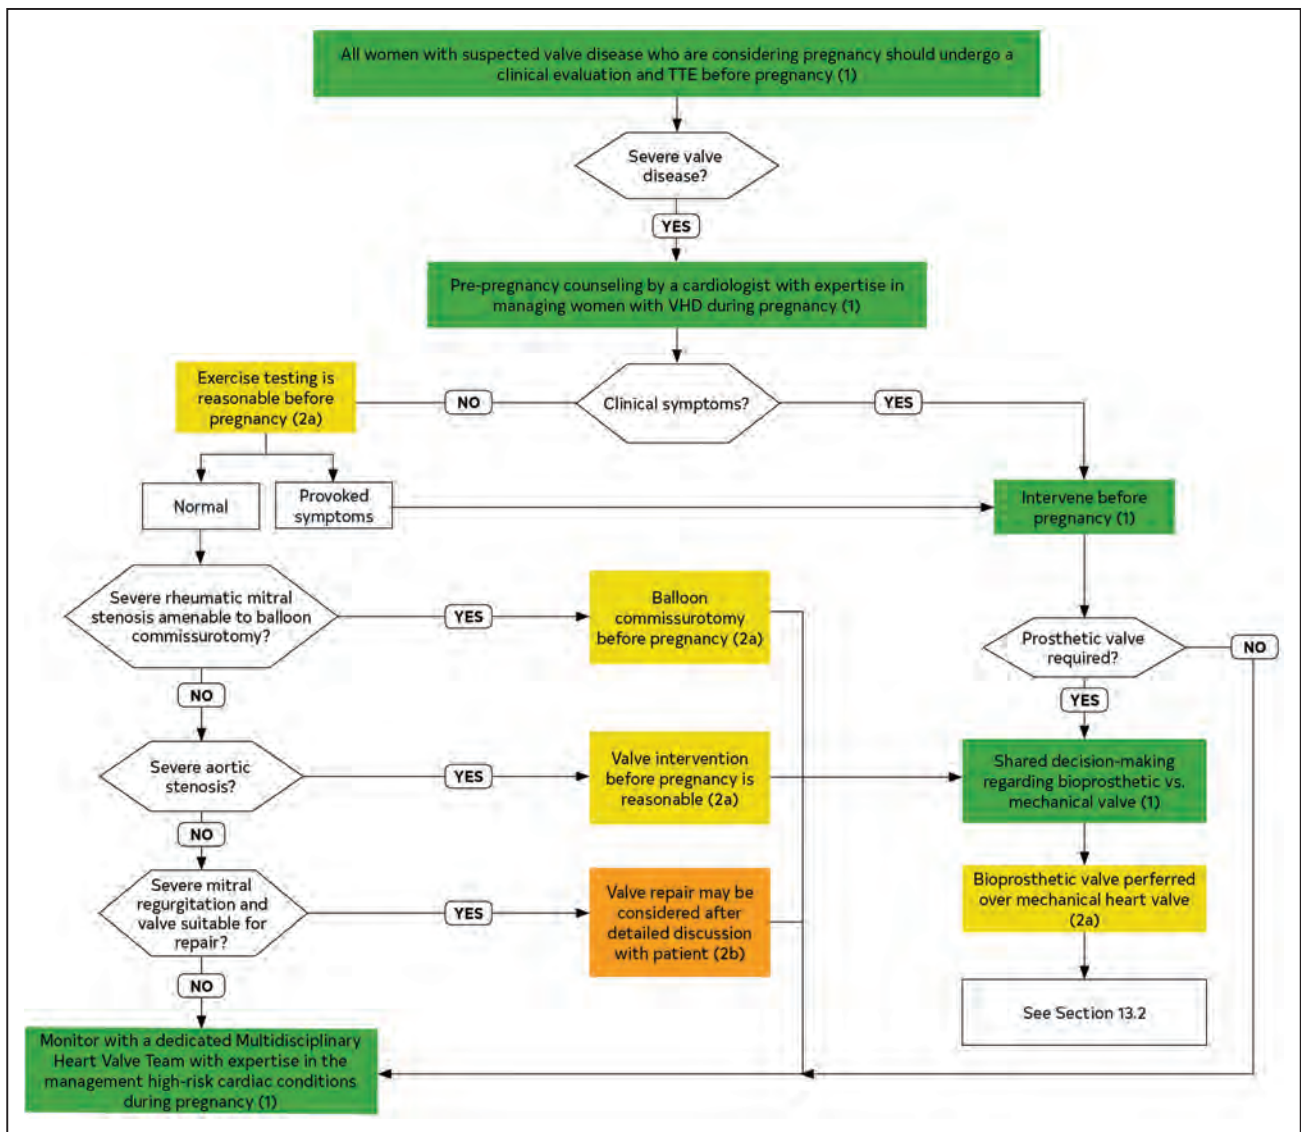 All women with suspected valve disease who are considering pregnancy should undergo a
clinical evaluation and TTE before pregnancy (1)
Severe valve
disease?
YES
Pre-pregnancy counseling by a cardiologist with expertise in
managing women with VHD during pregnancy (1)
Exercise testing is
reasonable before
pregnancy (2a)
NO
Clinical symptoms?
YES
Normal
Provoked
symptoms
Intervene before
pregnancy (1)
Severe rheumatic mitral
stenosis amenable to balloon
commissurotomy?
YES
Balloon
commissurotomy
before pregnancy (2a)
Prosthetic valve
required?
NO
NO
YES
Severe aortic
stenosis?
YES
Valve intervention
before pregnancy is
reasonable (2a)
Shared decision-making
regarding bioprosthetic vs.
mechanical valve (1)
NO
Severe mitral
regurgitation and
valve suitable for
repair?
YES
Valve repair may be
considered after
detailed discussion
with patient (2b)
Bioprosthetic valve perferred
over mechanical heart valve
(2a)
NO
See Section 13.2
Monitor with a dedicated Multidisciplinary
Heart Valve Team with expertise in the
management high-risk cardiac conditions
during pregnancy (1)